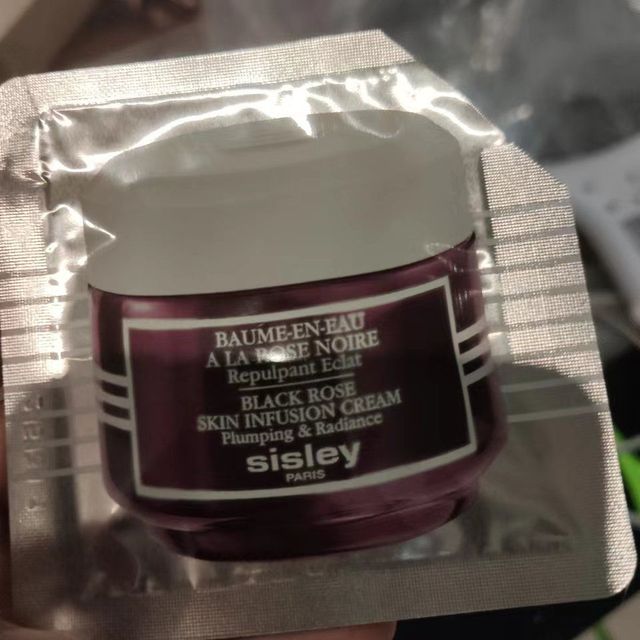 BAUME-EN-EAU
A LA ROSE NOIRE
Repulpant Eclat
BLACK ROSE
SKIN INFUSION CREAM
Plumping & Radiance
sisley
PARIS